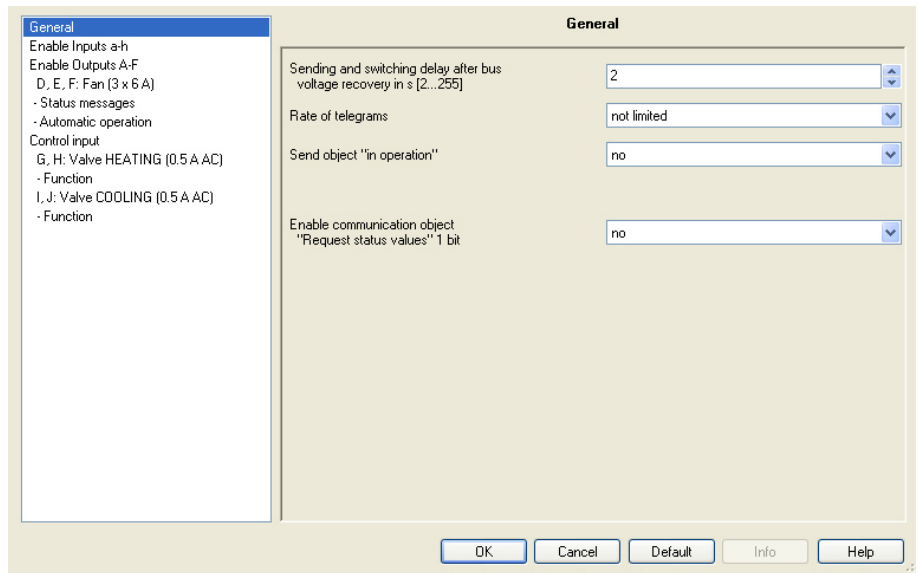 General
Enable Inputs a-h
Enable Outputs A-F
D, E, F: Fan (3 x 6 A)
- Status messages
- Automatic operation
Control input
G, H: Valve HEATING (0.5 A AC)
- Function
I, J: Valve COOLING (0.5 A AC)
- Function
General
Sending and switching delay after bus
voltage recovery in s [2...255]
2
Rate of telegrams
not limited
Send object "in operation"
no
Enable communication object
"Request status values" 1 bit
no
OK
Cancel
Default
Info
Help